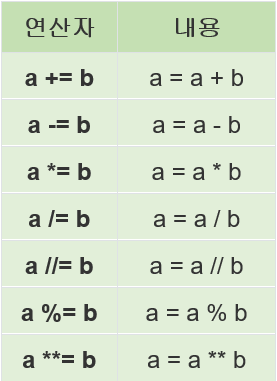 연산자 내용
a += b a = a + b
a -= b a = a - b
a *= b a = a * b
a /= b a = a / b
a //= b a = a // b
a %= b a = a % b
a **= b a = a ** b